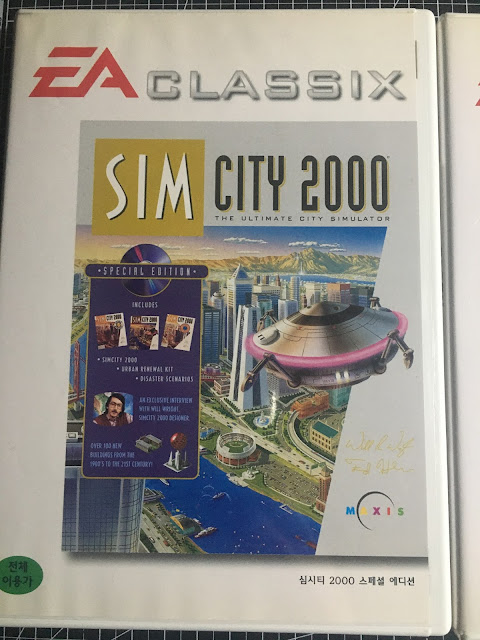 EA CLASSIX
SIM CITY 2000
THE ULTIMATE CITY SIMULATOR
SPECIAL EDITION
INCLUDES
• SIMCITY 2000
• URBAN RENEWAL KIT
• DISASTER SCENARIOS
AN EXCLUSIVE INTERVIEW
WITH WILL WRIGHT,
SIMCITY 2000 DESIGNER.
OVER 100 NEW
BUILDINGS FROM THE
1900'S TO THE 21ST CENTURY!
MAXIS
전체
이용가
심시티 2000 스페셜 에디션